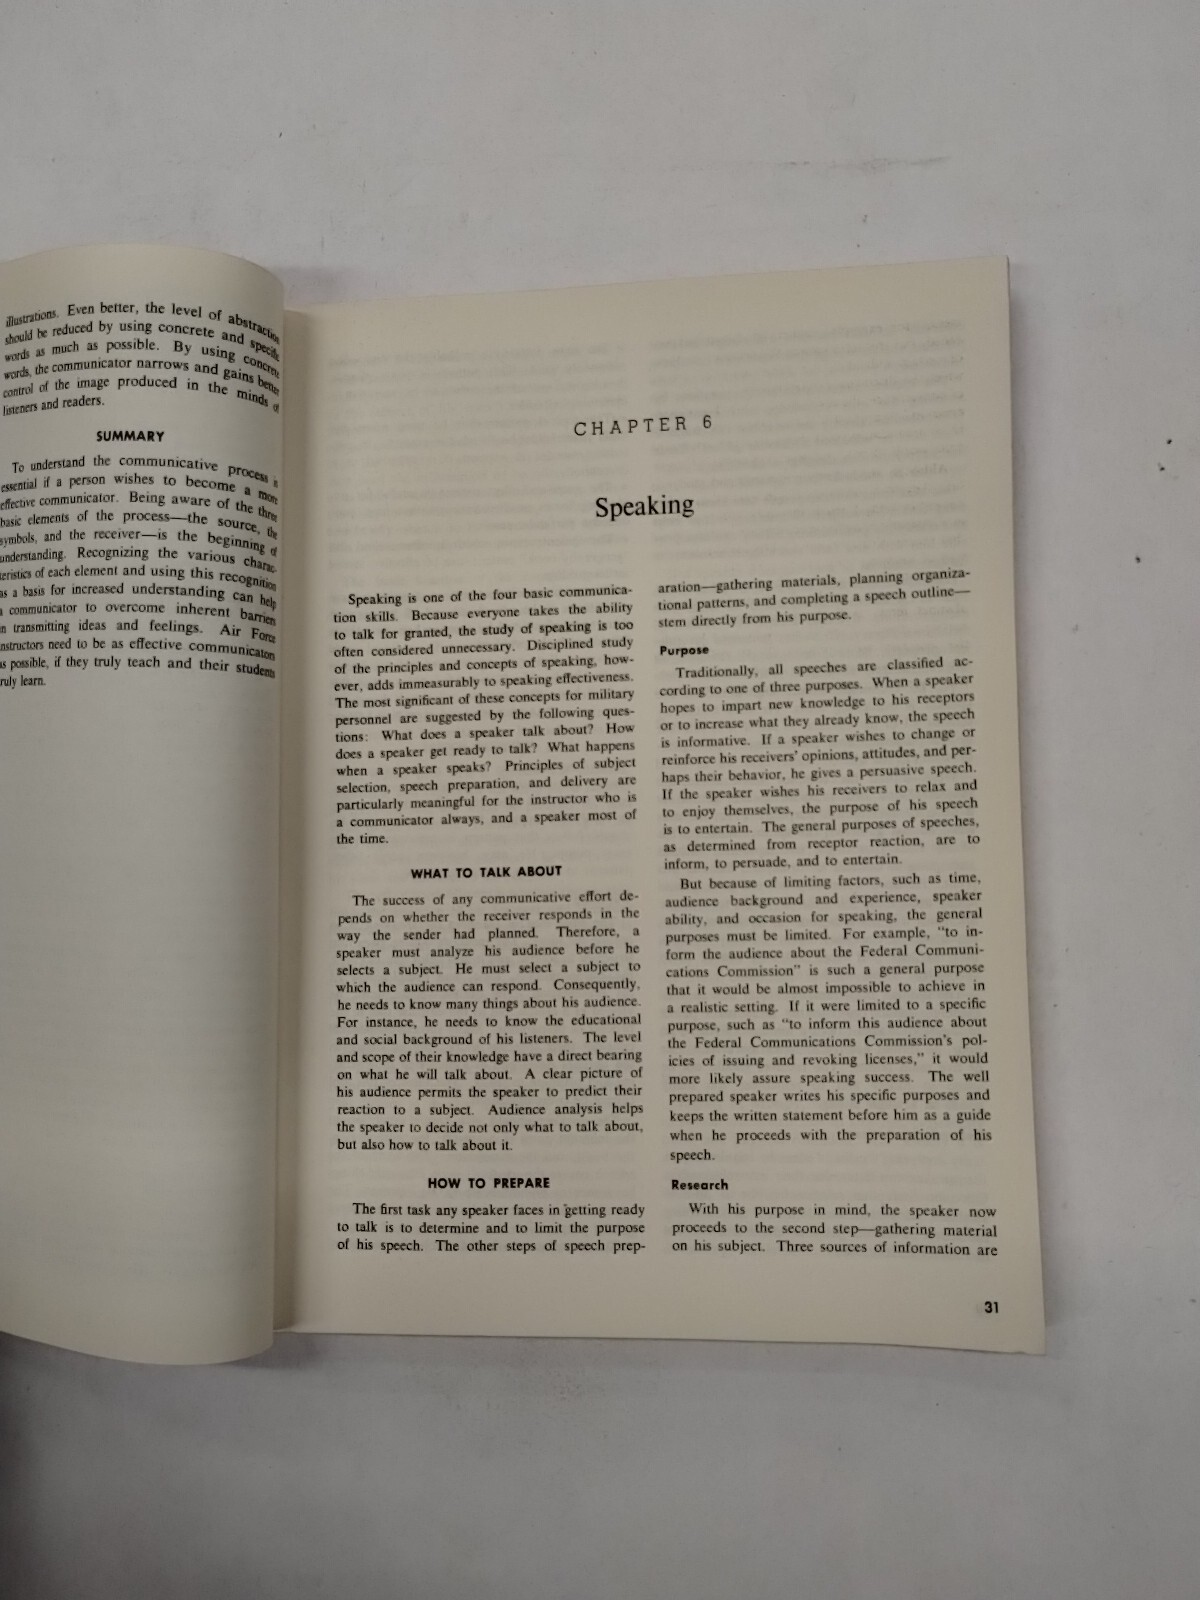 illustrations. Even better, the level of abstraction
should be reduced by using concrete and specific
words as much as possible. By using concrete
words, the communicator narrows and gains better
control of the image produced in the minds of
listeners and readers.
SUMMARY
To understand the communicative process is
essential if a person wishes to become a more
effective communicator. Being aware of the three
basic elements of the process—the source, the
symbols, and the receiver—is the beginning of
understanding. Recognizing the various charac-
teristics of each element and using this recognition
as a basis for increased understanding can help
a communicator to overcome inherent barriers
in transmitting ideas and feelings. Air Force
instructors need to be as effective communicators
as possible, if they truly teach and their students
truly learn.
CHAPTER 6
Speaking
Speaking is one of the four basic communica-
tion skills. Because everyone takes the ability
to talk for granted, the study of speaking is too
often considered unnecessary. Disciplined study
of the principles and concepts of speaking, how-
ever, adds immeasurably to speaking effectiveness.
The most significant of these concepts for military
personnel are suggested by the following ques-
tions: What does a speaker talk about? How
does a speaker get ready to talk? What happens
when a speaker speaks? Principles of subject
selection, speech preparation, and delivery are
particularly meaningful for the instructor who is
a communicator always, and a speaker most of
the time.
WHAT TO TALK ABOUT
The success of any communicative effort de-
pends on whether the receiver responds in the
way the sender had planned. Therefore, a
speaker must analyze his audience before he
selects a subject. He must select a subject to
which the audience can respond. Consequently,
he needs to know many things about his audience.
For instance, he needs to know the educational
and social background of his listeners. The level
and scope of their knowledge have a direct bearing
on what he will talk about. A clear picture of
his audience permits the speaker to predict their
reaction to a subject. Audience analysis helps
the speaker to decide not only what to talk about,
but also how to talk about it.
HOW TO PREPARE
The first task any speaker faces in getting ready
to talk is to determine and to limit the purpose
of his speech. The other steps of speech prep-
aration—gathering materials, planning organiza-
tional patterns, and completing a speech outline—
stem directly from his purpose.
Purpose
Traditionally, all speeches are classified ac-
cording to one of three purposes. When a speaker
hopes to impart new knowledge to his receptors
or to increase what they already know, the speech
is informative. If a speaker wishes to change or
reinforce his receivers' opinions, attitudes, and per-
haps their behavior, he gives a persuasive speech.
If the speaker wishes his receivers to relax and
to enjoy themselves, the purpose of his speech
is to entertain. The general purposes of speeches,
as determined from receptor reaction, are to
inform, to persuade, and to entertain.
But because of limiting factors, such as time,
audience background and experience, speaker
ability, and occasion for speaking, the general
purposes must be limited. For example, "to in-
form the audience about the Federal Communi-
cations Commission" is such a general purpose
that it would be almost impossible to achieve in
a realistic setting. If it were limited to a specific
purpose, such as "to inform this audience about
the Federal Communications Commission's pol-
icies of issuing and revoking licenses," it would
more likely assure speaking success. The well
prepared speaker writes his specific purposes and
keeps the written statement before him as a guide
when he proceeds with the preparation of his
speech.
Research
With his purpose in mind, the speaker now
proceeds to the second step—gathering material
on his subject. Three sources of information are
31